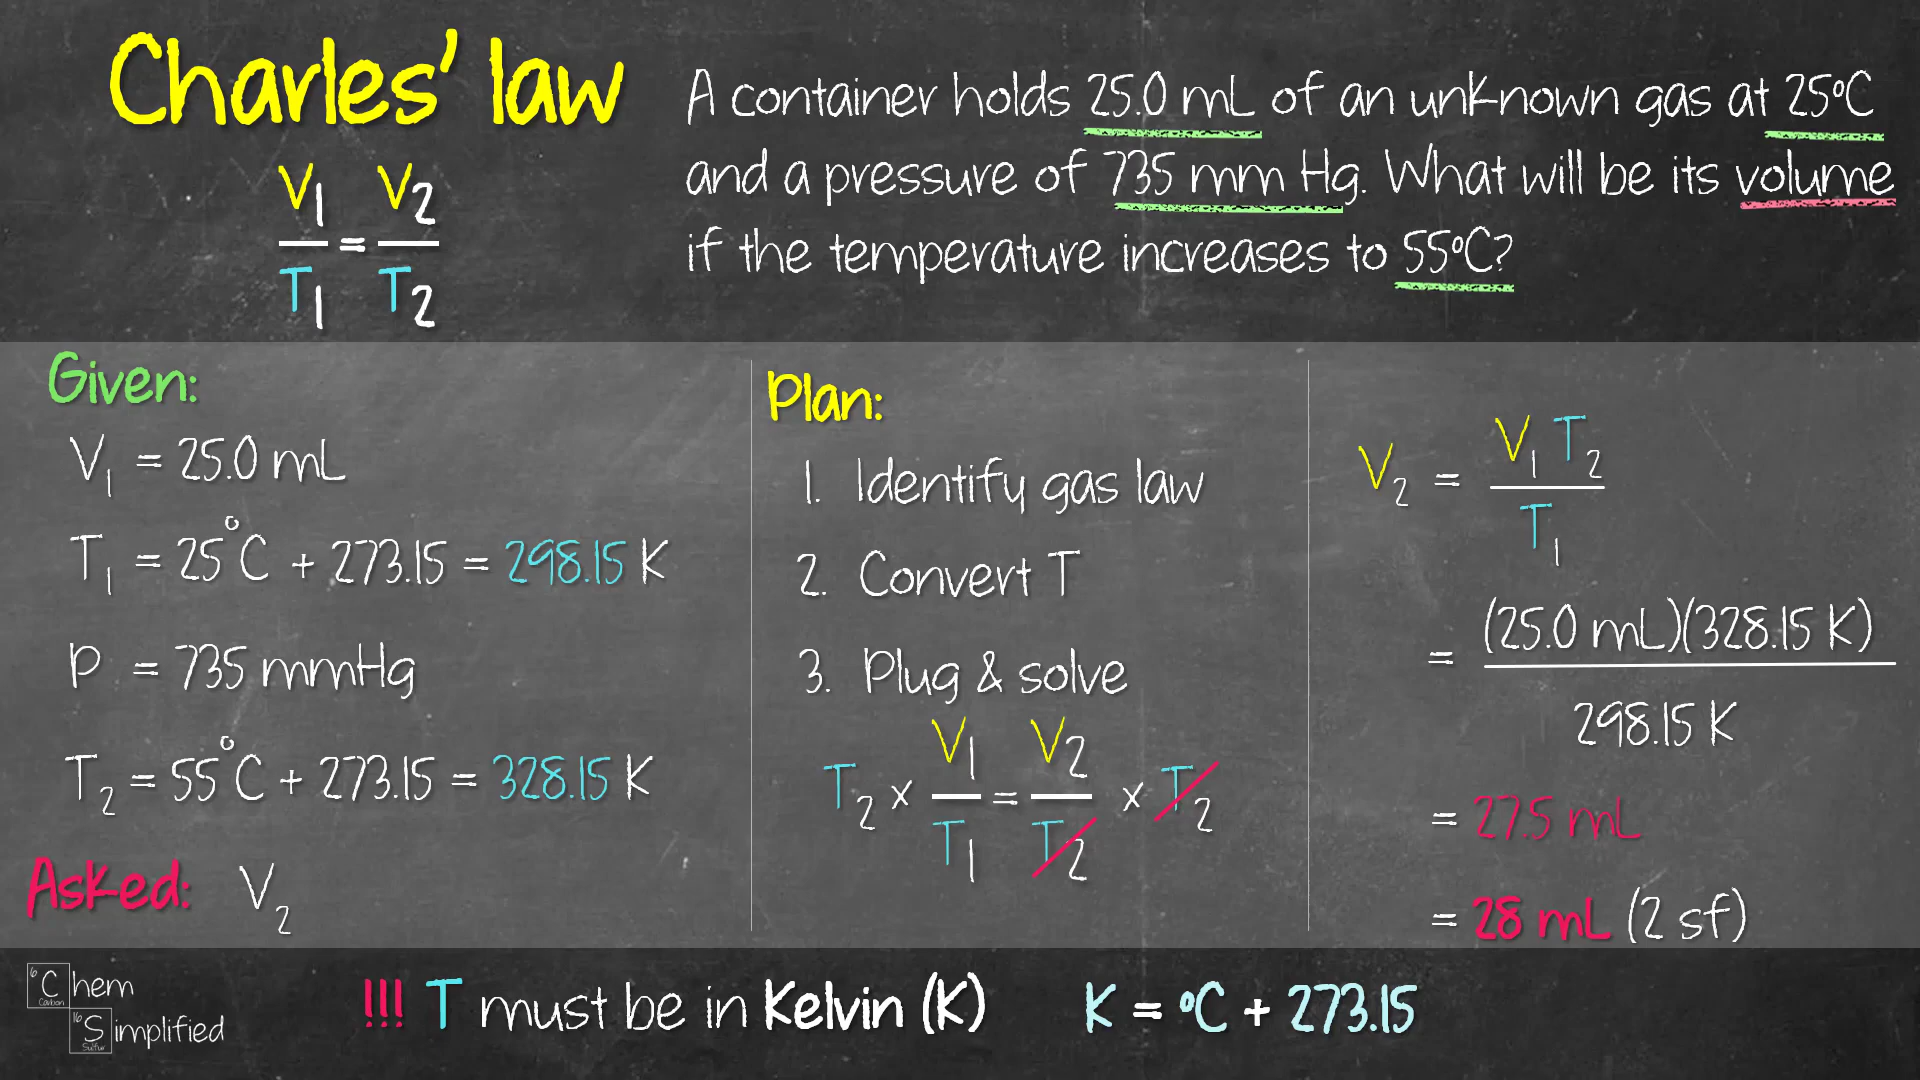 Charles' law
V1 = V2
T1 T2
A container holds 25.0 mL of an unknown gas at 25°C
and a pressure of 735 mm Hg. What will be its volume
if the temperature increases to 55°C?
Given:
V1 = 25.0 mL
T1 = 25°C + 273.15 = 298.15 K
P = 735 mmHg
T2 = 55°C + 273.15 = 328.15 K
Asked: V2
Plan:
1. Identify gas law
2. Convert T
3. Plug & solve
V1 V2
T2 x = x T2
T1 T2
V1 T2
V2 =
T1
(25.0 mL)(328.15 K)
=
298.15 K
= 27.5 mL
= 28 mL (2 sf)
6 Chem
Carbon
16 Simplified
Sulfur
!!! T must be in Kelvin (K) K = °C + 273.15